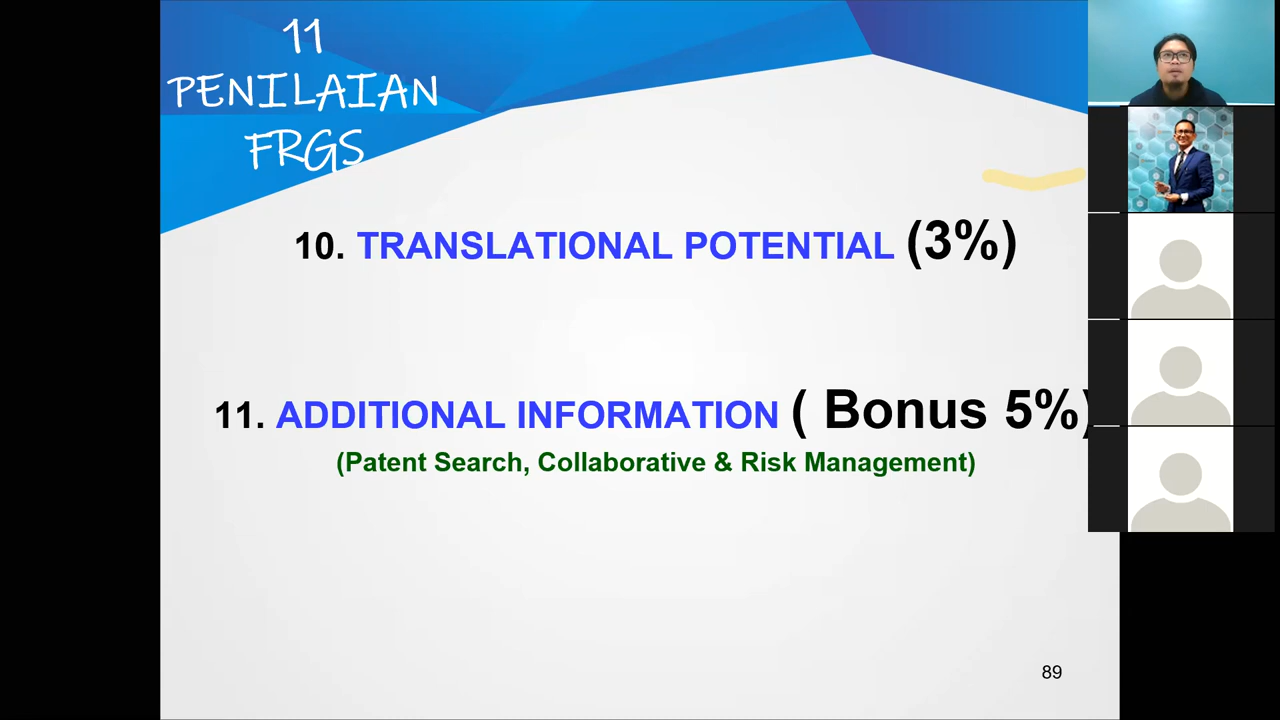 11
PENILAIAN
FRGS
10. TRANSLATIONAL POTENTIAL (3%)
11. ADDITIONAL INFORMATION ( Bonus 5%)
(Patent Search, Collaborative & Risk Management)
89